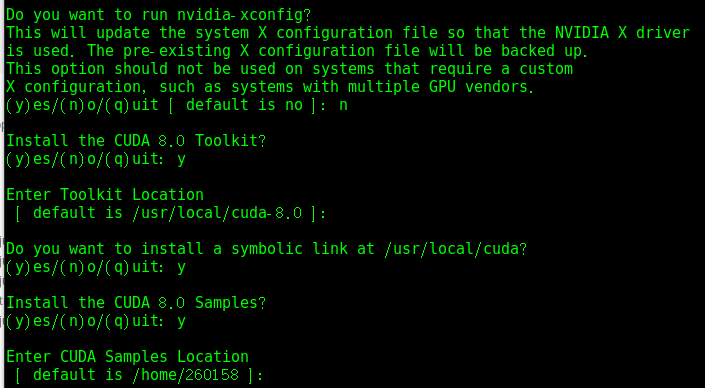 Do you want to run nvidia-xconfig?
This will update the system X configuration file so that the NVIDIA X driver
is used. The pre-existing X configuration file will be backed up.
This option should not be used on systems that require a custom
X configuration, such as systems with multiple GPU vendors.
(y)es/(n)o/(q)uit [ default is no ]: n
Install the CUDA 8.0 Toolkit?
(y)es/(n)o/(q)uit: y
Enter Toolkit Location
[ default is /usr/local/cuda-8.0 ]:
Do you want to install a symbolic link at /usr/local/cuda?
(y)es/(n)o/(q)uit: y
Install the CUDA 8.0 Samples?
(y)es/(n)o/(q)uit: y
Enter CUDA Samples Location
[ default is /home/260158 ]: